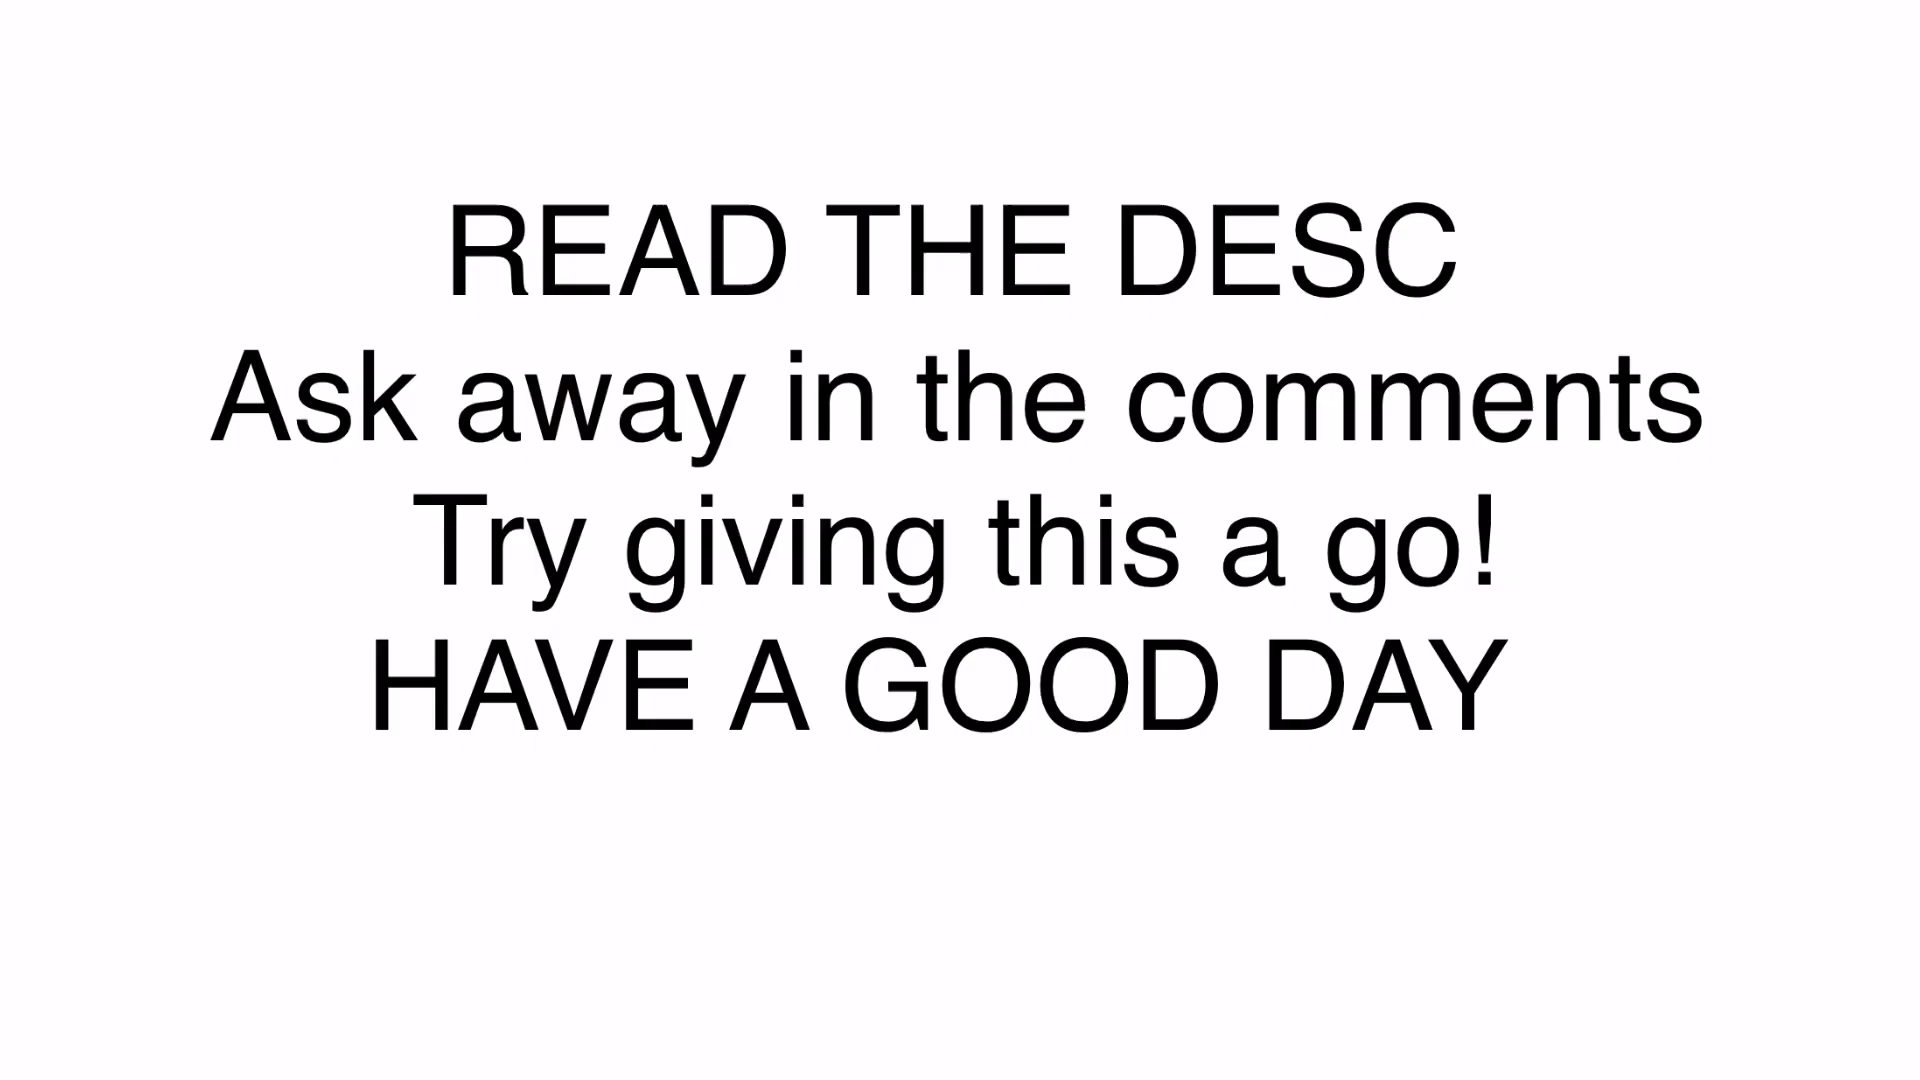 READ THE DESC
Ask away in the comments
Try giving this a go!
HAVE A GOOD DAY